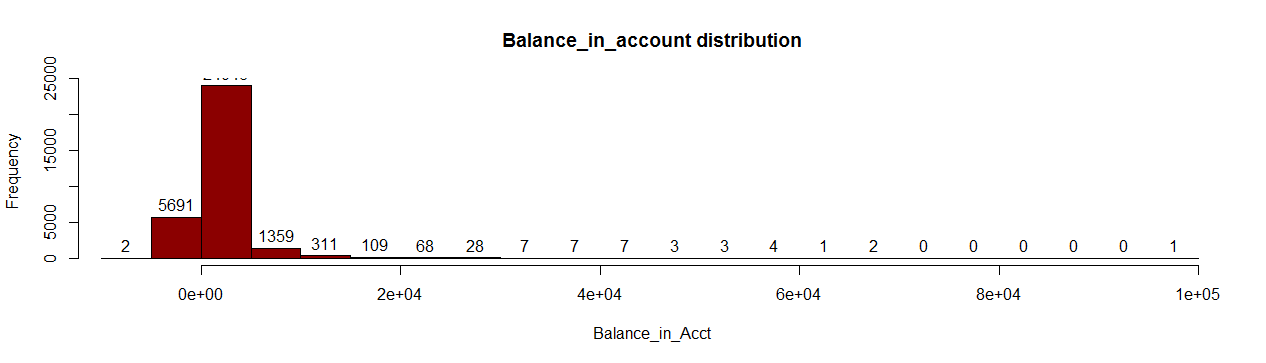 Balance_in_account distribution
Frequency
0 5000 15000 25000
2 5691 1359 311 109 68 28 7 7 7 3 3 4 1 2 0 0 0 0 0 1
0e+00 2e+04 4e+04 6e+04 8e+04 1e+05
Balance_in_Acct